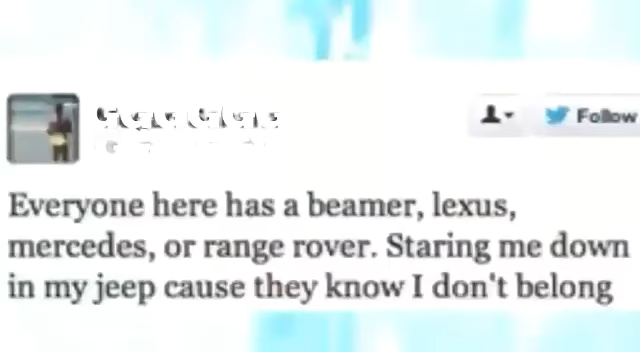 Follow
Everyone here has a beamer, lexus,
mercedes, or range rover. Staring me down
in my jeep cause they know I don't belong